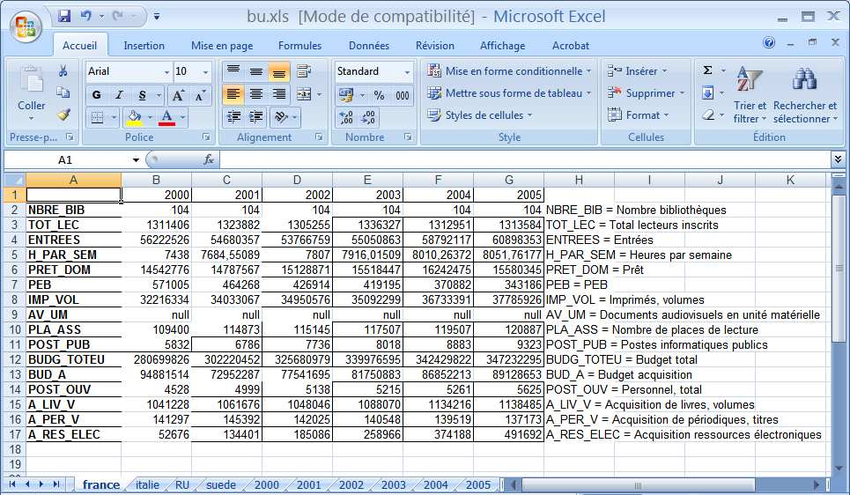 bu.xls [Mode de compatibilité] - Microsoft Excel
Accueil Insertion Mise en page Formules Données Révision Affichage Acrobat
Coller
Presse-p...
Arial 10
G I S A A
A
Police
Alignement
Standard
% 000
Nombre
Mise en forme conditionnelle
Mettre sous forme de tableau
Styles de cellules
Style
Insérer
Supprimer
Format
Cellules
Σ
Trier et filtrer
Rechercher et sélectionner
Édition
A1 fx
A B C D E F G H I J K
1 2000 2001 2002 2003 2004 2005
2 NBRE_BIB 104 104 104 104 104 104 NBRE_BIB = Nombre bibliothèques
3 TOT_LEC 1311406 1323882 1305255 1336327 1312951 1313584 TOT_LEC = Total lecteurs inscrits
4 ENTREES 56222526 54680357 53766759 55050863 58792117 60898353 ENTREES = Entrées
5 H_PAR_SEM 7438 7684,55089 7807 7916,01509 8010,26372 8051,76177 H_PAR_SEM = Heures par semaine
6 PRET_DOM 14542776 14787567 15128871 15518447 16242475 15580345 PRET_DOM = Prêt
7 PEB 571005 464268 426914 419195 370882 343186 PEB = PEB
8 IMP_VOL 32216334 34033067 34950576 35092299 36733391 37785926 IMP_VOL = Imprimés, volumes
9 AV_UM null null null null null null AV_UM = Documents audiovisuels en unité matérielle
10 PLA_ASS 109400 114873 115145 117507 119507 120887 PLA_ASS = Nombre de places de lecture
11 POST_PUB 5832 6786 7736 8018 8883 9323 POST_PUB = Postes informatiques publics
12 BUDG_TOTEU 280699826 302220452 325680979 339976595 342429822 347232295 BUDG_TOTEU = Budget total
13 BUD_A 94881514 72952287 77541695 81750883 86852213 89128653 BUD_A = Budget acquisition
14 POST_OUV 4528 4999 5138 5215 5261 5625 POST_OUV = Personnel, total
15 A_LIV_V 1041228 1061676 1048046 1088070 1134216 1138485 A_LIV_V = Acquisition de livres, volumes
16 A_PER_V 141297 145392 142025 140548 139519 137173 A_PER_V = Acquisition de périodiques, titres
17 A_RES_ELEC 52676 134401 185086 258966 374188 491692 A_RES_ELEC = Acquisition ressources électroniques
18
19
20
france italie RU suede 2000 2001 2002 2003 2004 2005